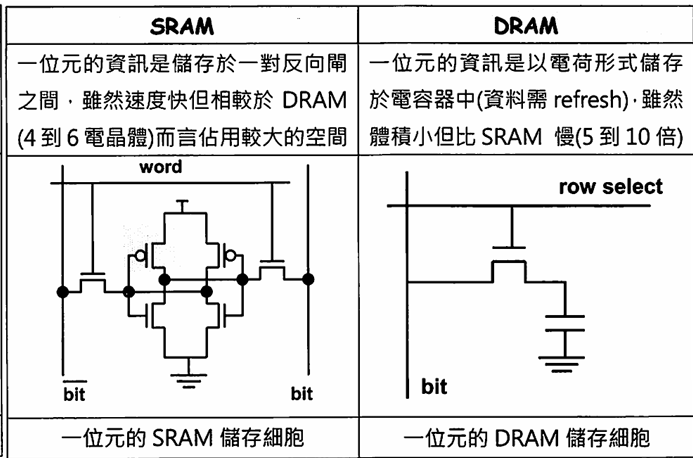 SRAM
DRAM
一位元的資訊是儲存於一對反向閘
之間，雖然速度快但相較於 DRAM
(4 到 6 電晶體)而言佔用較大的空間
一位元的資訊是以電荷形式儲存
於電容器中(資料需 refresh)，雖然
體積小但比 SRAM 慢(5 到 10 倍)
word
bit
bit
row select
bit
一位元的 SRAM 儲存細胞
一位元的 DRAM 儲存細胞